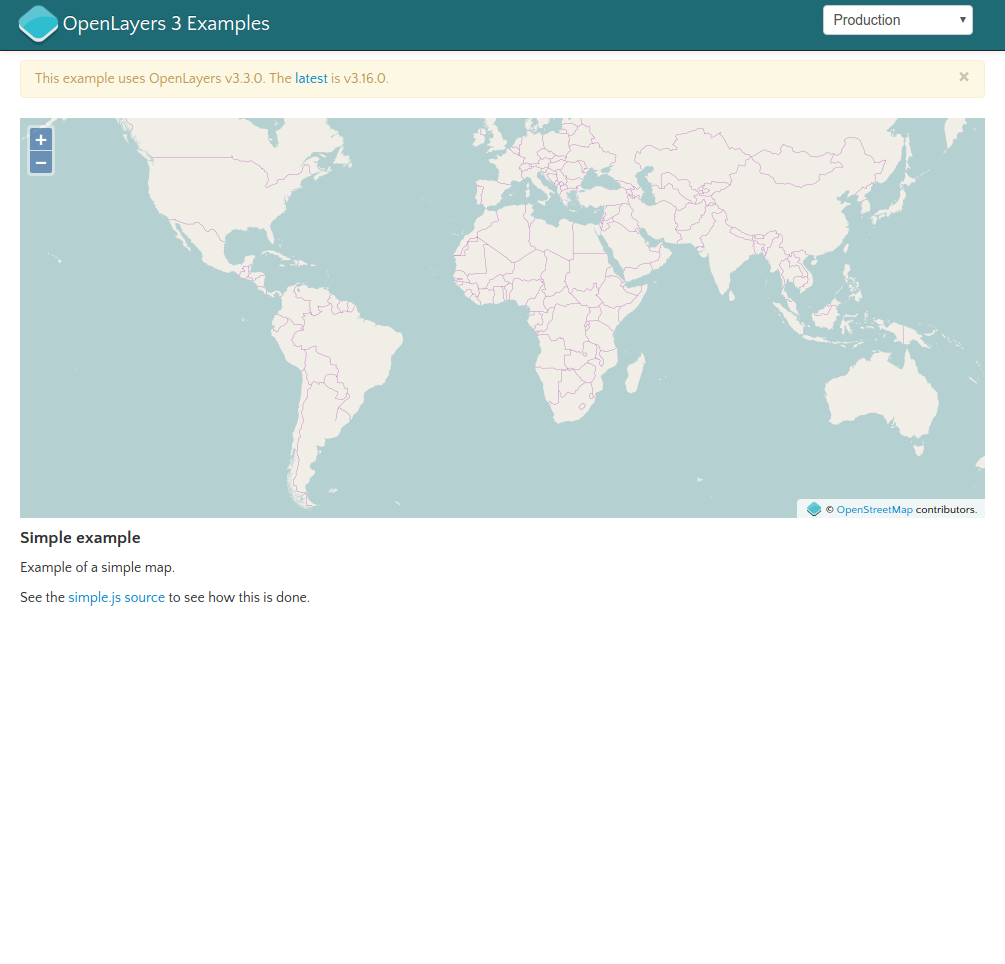 OpenLayers 3 Examples
Production
This example uses OpenLayers v3.3.0. The latest is v3.16.0.
×
+
−
© OpenStreetMap contributors.
Simple example
Example of a simple map.
See the simple.js source to see how this is done.